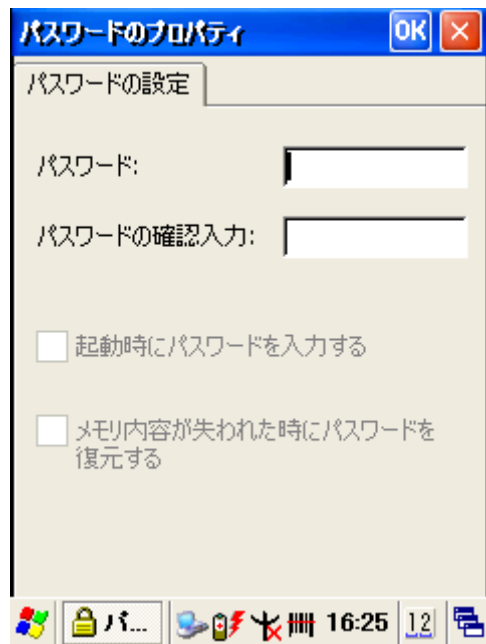 パスワードのプロパティ OK
パスワードの設定
パスワード:
パスワードの確認入力:
起動時にパスワードを入力する
メモリ内容が失われた時にパスワードを
復元する
パ... 16:25 12